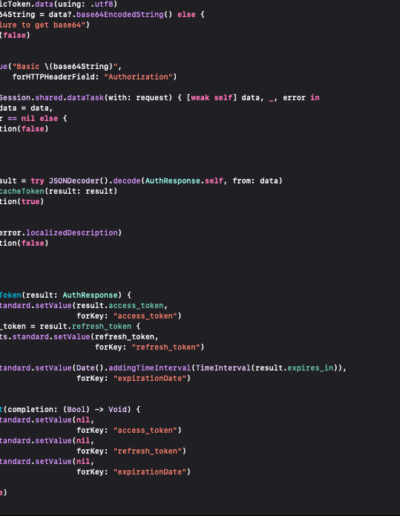 icToken.data(using: .utf8)
64String = data?.base64EncodedString() else {
lure to get base64")
(false)
ue("Basic \(base64String)",
forHTTPHeaderField: "Authorization")
Session.shared.dataTask(with: request) { [weak self] data, _, error in
data = data,
r == nil else {
tion(false)
sult = try JSONDecoder().decode(AuthResponse.self, from: data)
cacheToken(result: result)
tion(true)
error.localizedDescription)
tion(false)
Token(result: AuthResponse) {
tandard.setValue(result.access_token,
forKey: "access_token")
_token = result.refresh_token {
ts.standard.setValue(refresh_token,
forKey: "refresh_token")
tandard.setValue(Date().addingTimeInterval(TimeInterval(result.expires_in)),
forKey: "expirationDate")
t(completion: (Bool) -> Void) {
tandard.setValue(nil,
forKey: "access_token")
tandard.setValue(nil,
forKey: "refresh_token")
tandard.setValue(nil,
forKey: "expirationDate")
e)